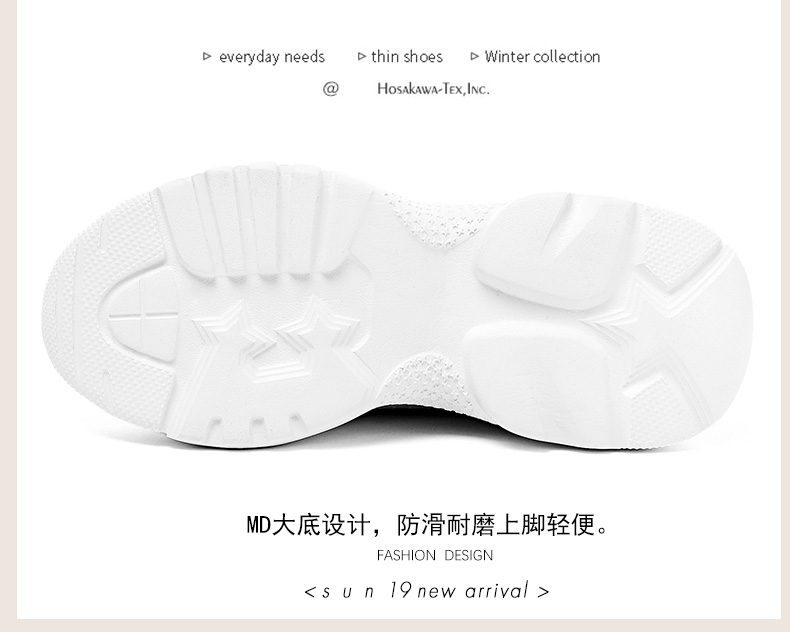 ▷ everyday needs ▷ thin shoes ▷ Winter collection
@ Hosakawa-Tex,Inc.
MD大底设计，防滑耐磨上脚轻便。
FASHION DESIGN
<s u n 19 new arrival >